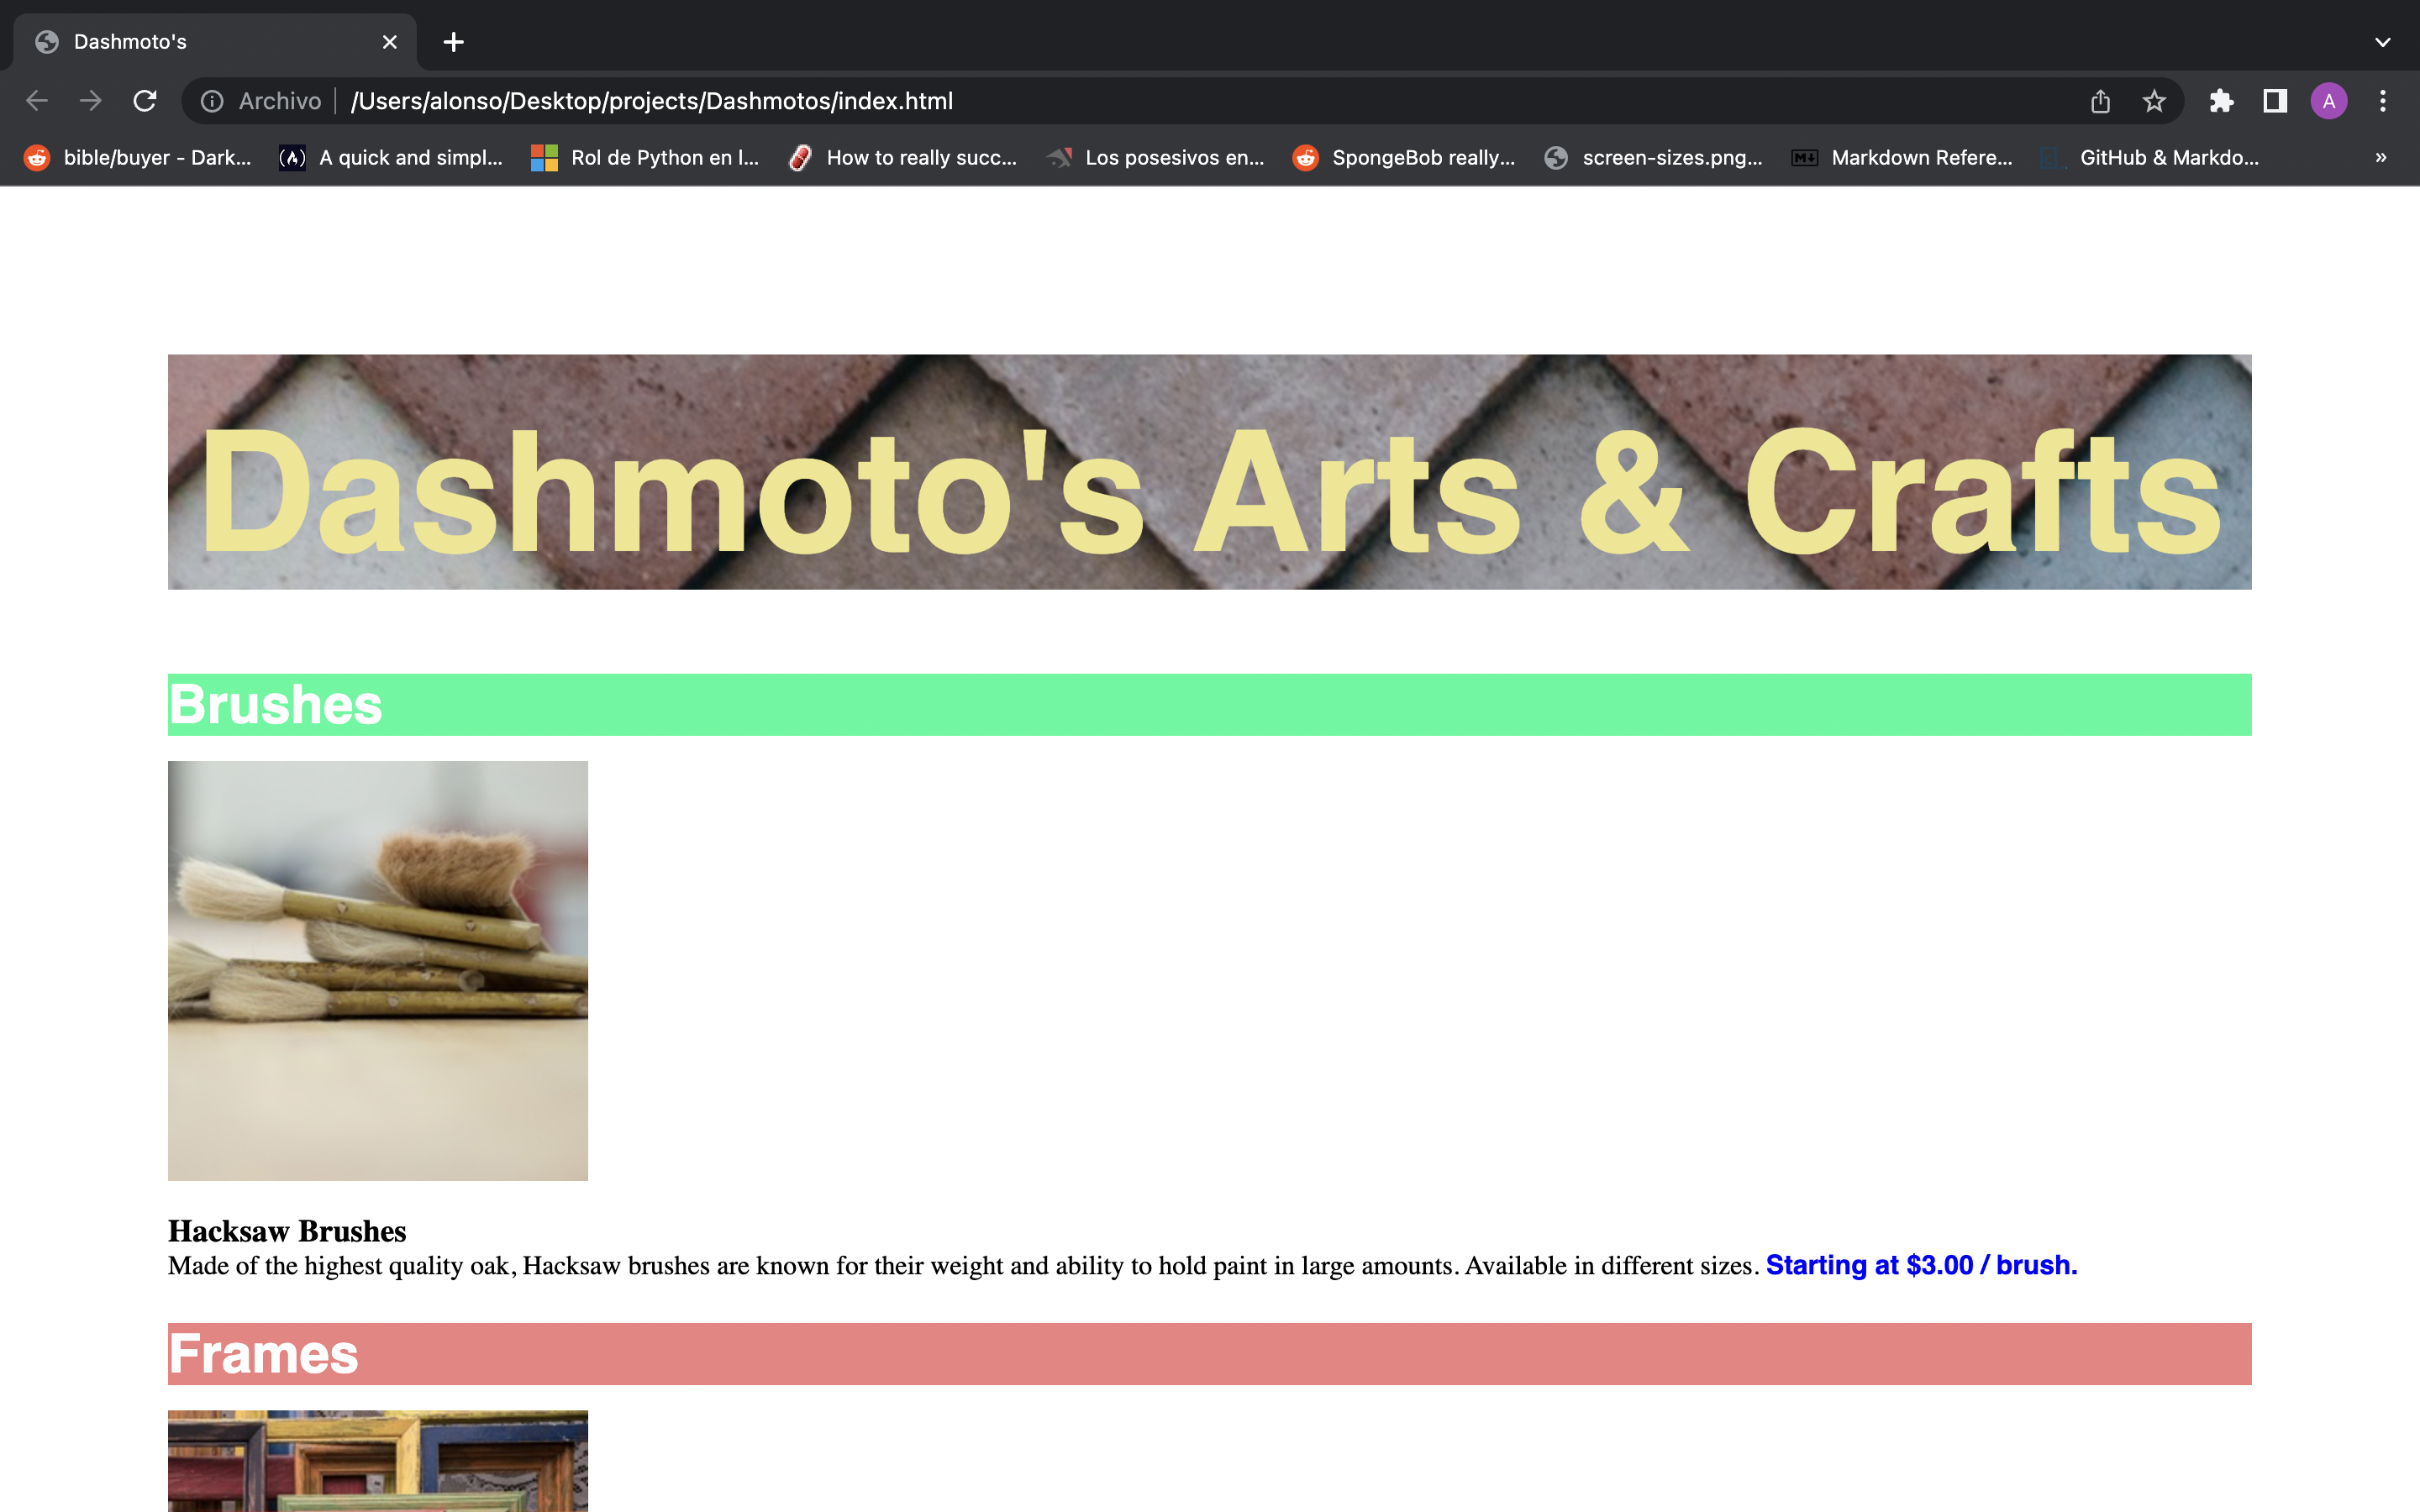 Dashmoto's
Archivo /Users/alonso/Desktop/projects/Dashmotos/index.html A
bible/buyer - Dark... (A) A quick and simpl... Rol de Python en l... How to really succ... Los posesivos en... SpongeBob really... screen-sizes.png... M Markdown Refere... GitHub & Markdo... »
Dashmoto's Arts & Crafts
Brushes
Hacksaw Brushes
Made of the highest quality oak, Hacksaw brushes are known for their weight and ability to hold paint in large amounts. Available in different sizes. Starting at $3.00 / brush.
Frames